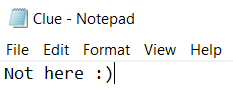 Clue - Notepad
File Edit Format View Help
Not here :)